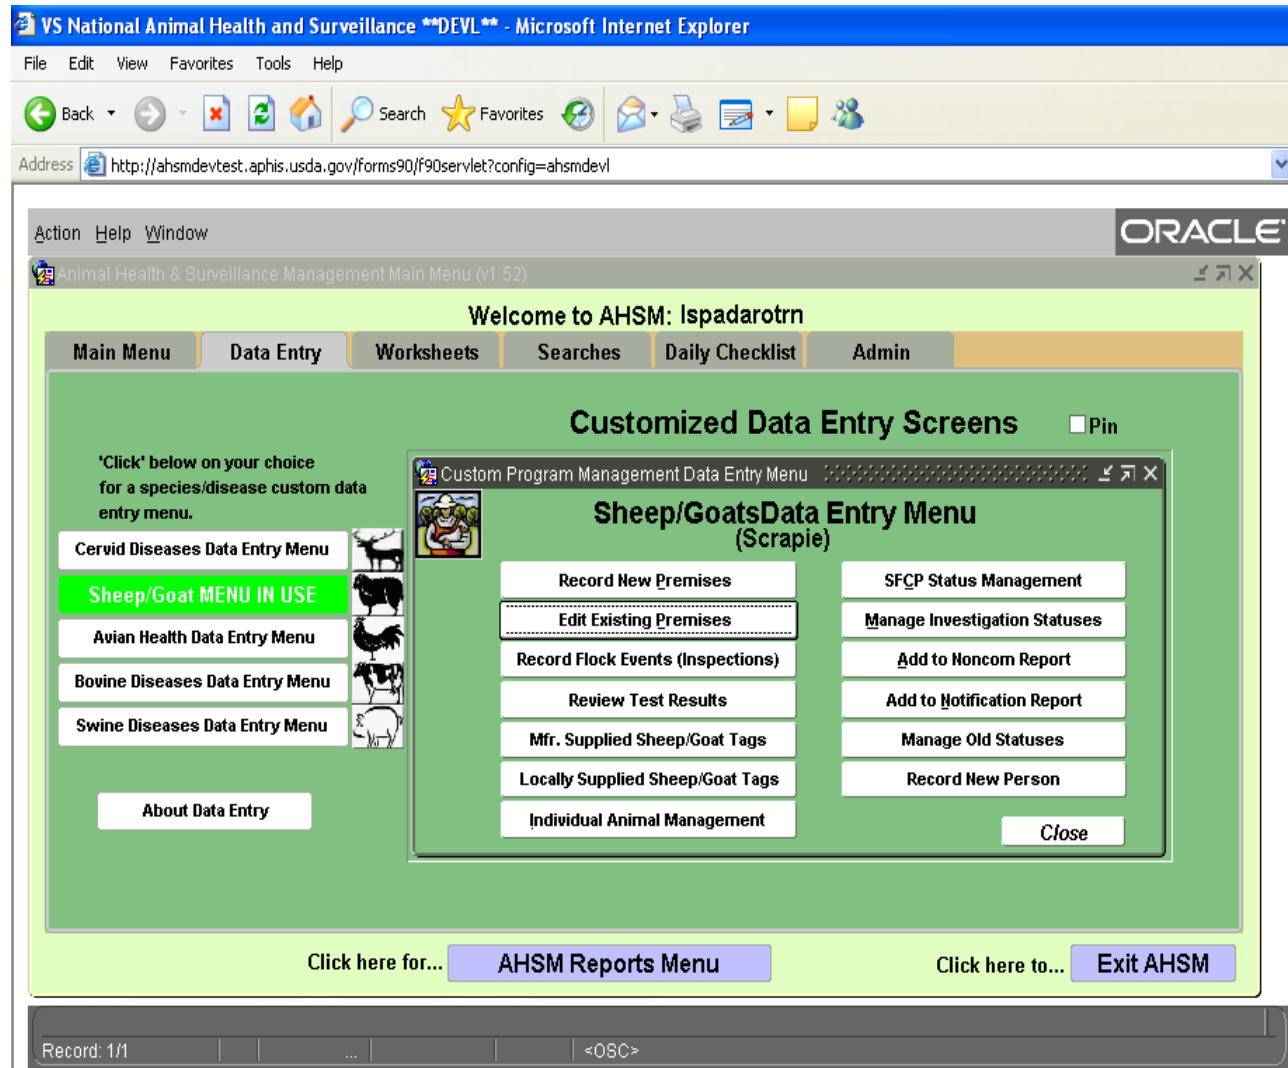 VS National Animal Health and Surveillance **DEVL** - Microsoft Internet Explorer
File Edit View Favorites Tools Help
Back Search Favorites
Address http://ahsmdevtest.aphis.usda.gov/forms90/f90servlet?config=ahsmdevl
Action Help Window ORACLE
Animal Health & Surveillance Management Main Menu (v1.52)
Welcome to AHSM: lspadarotrn
Main Menu Data Entry Worksheets Searches Daily Checklist Admin
Customized Data Entry Screens Pin
'Click' below on your choice
for a species/disease custom data
entry menu.
Cervid Diseases Data Entry Menu
Sheep/Goat MENU IN USE
Avian Health Data Entry Menu
Bovine Diseases Data Entry Menu
Swine Diseases Data Entry Menu
About Data Entry
Custom Program Management Data Entry Menu
Sheep/GoatsData Entry Menu
(Scrapie)
Record New Premises
Edit Existing Premises
Record Flock Events (Inspections)
Review Test Results
Mfr. Supplied Sheep/Goat Tags
Locally Supplied Sheep/Goat Tags
Individual Animal Management
SFCP Status Management
Manage Investigation Statuses
Add to Noncom Report
Add to Notification Report
Manage Old Statuses
Record New Person
Close
Click here for... AHSM Reports Menu Click here to... Exit AHSM
Record: 1/1 ... <OSC>